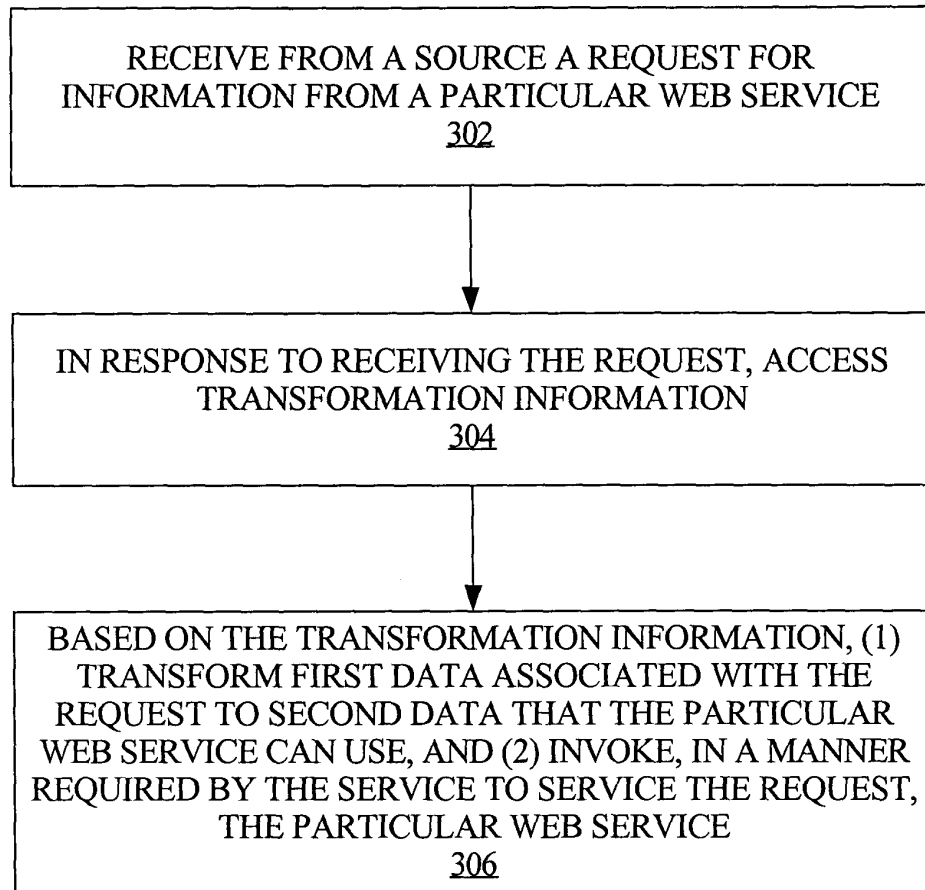 RECEIVE FROM A SOURCE A REQUEST FOR
INFORMATION FROM A PARTICULAR WEB SERVICE
302
IN RESPONSE TO RECEIVING THE REQUEST, ACCESS
TRANSFORMATION INFORMATION
304
BASED ON THE TRANSFORMATION INFORMATION, (1)
TRANSFORM FIRST DATA ASSOCIATED WITH THE
REQUEST TO SECOND DATA THAT THE PARTICULAR
WEB SERVICE CAN USE, AND (2) INVOKE, IN A MANNER
REQUIRED BY THE SERVICE TO SERVICE THE REQUEST,
THE PARTICULAR WEB SERVICE
306